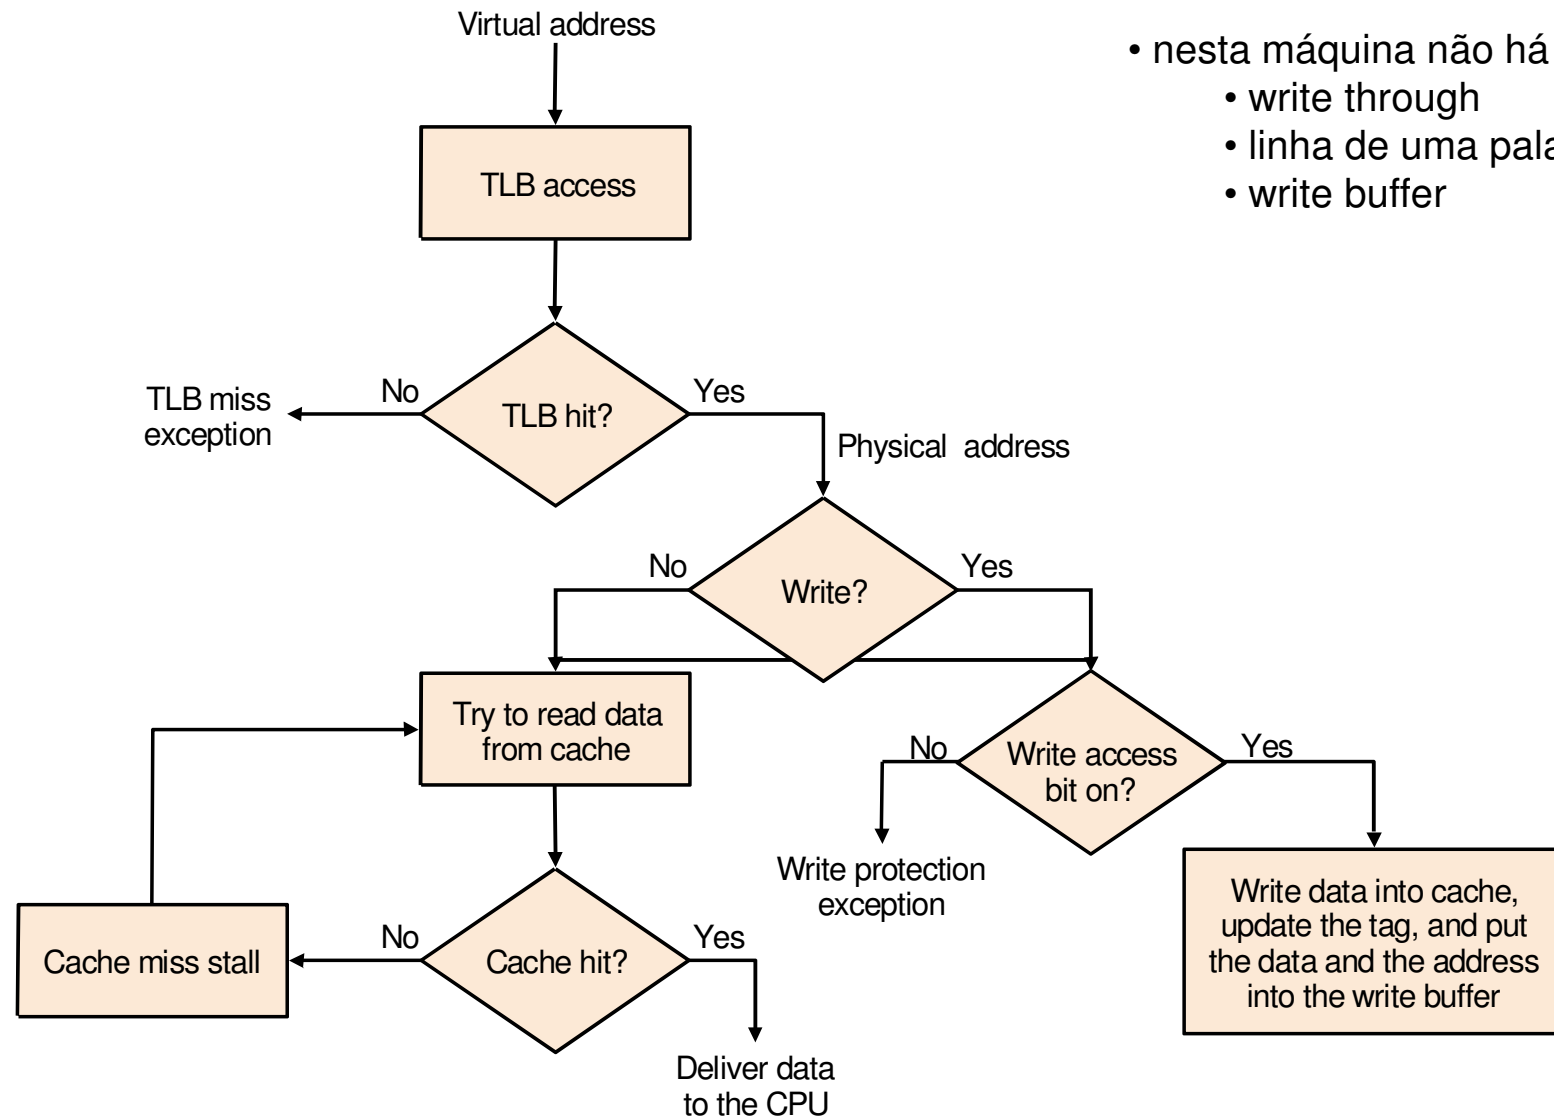 Virtual address
• nesta máquina não há
• write through
• linha de uma
• write buffer
TLB access
TLB miss
exception
No
TLB hit?
Yes
Physical address
No
Write?
Yes
Try to read data
from cache
No
Write access
bit on?
Yes
Write protection
exception
Write data into cache,
update the tag, and put
the data and the address
into the write buffer
Cache miss stall
No
Cache hit?
Yes
Deliver data
to the CPU